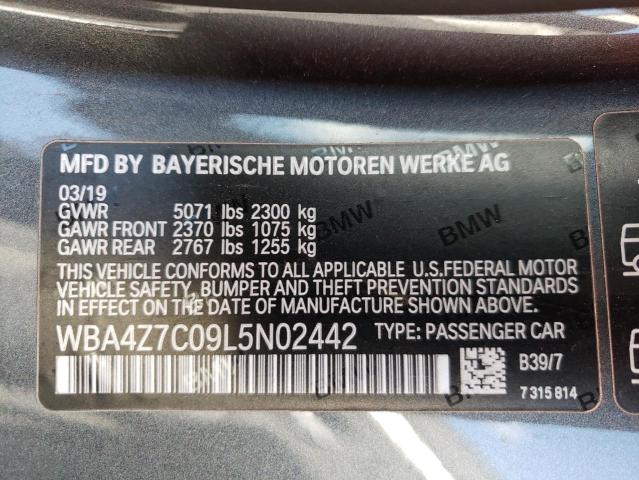 MFD BY BAYERISCHE MOTOREN WERKE AG
03/19
GVWR 5071 lbs 2300 kg
GAWR FRONT 2370 lbs 1075 kg
GAWR REAR 2767 lbs 1255 kg
THIS VEHICLE CONFORMS TO ALL APPLICABLE U.S.FEDERAL MOTOR
VEHICLE SAFETY, BUMPER AND THEFT PREVENTION STANDARDS
IN EFFECT ON THE DATE OF MANUFACTURE SHOWN ABOVE.
WBA4Z7C09L5N02442 TYPE: PASSENGER CAR
B39/7
7 315 814
BMW
BMW
BMW